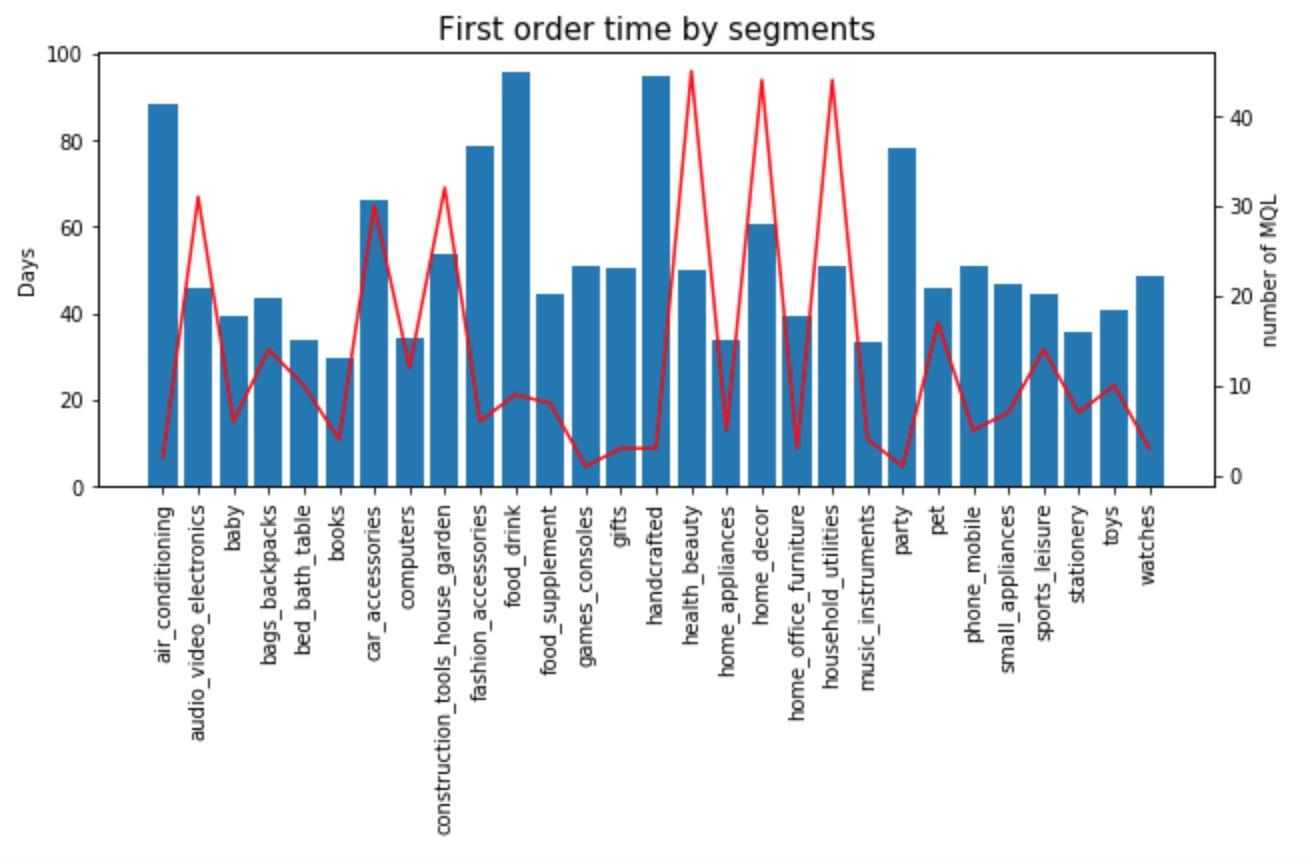 First order time by segments
100
80
60
40
20
0
Days
40
30
20
10
0
number of MQL
air_conditioning
audio_video_electronics
baby
bags_backpacks
bed_bath_table
books
car_accessories
computers
construction_tools_house_garden
fashion_accessories
food_drink
food_supplement
games_consoles
gifts
handcrafted
health_beauty
home_appliances
home_decor
home_office_furniture
household_utilities
music_instruments
party
pet
phone_mobile
small_appliances
sports_leisure
stationery
toys
watches